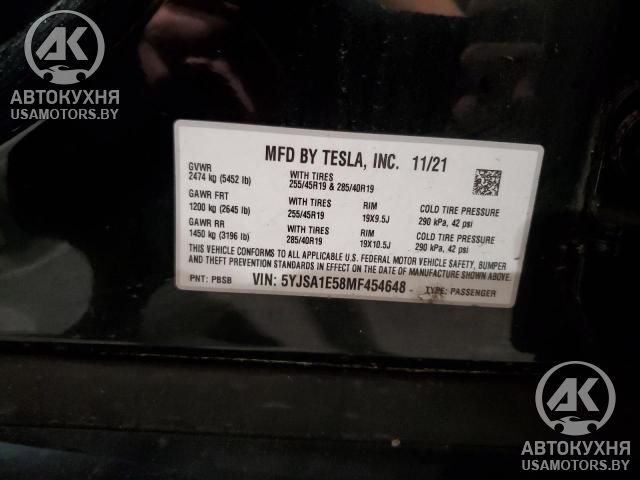 АК
АВТОКУХНЯ
USAMOTORS.BY
MFD BY TESLA, INC. 11/21
GVWR
2474 kg (5452 lb)
WITH TIRES
255/45R19 & 285/40R19
GAWR FRT
1200 kg (2645 lb)
WITH TIRES
255/45R19
RIM
19X9.5J
COLD TIRE PRESSURE
290 kPa, 42 psi
GAWR RR
1450 kg (3196 lb)
WITH TIRES
285/40R19
RIM
19X10.5J
COLD TIRE PRESSURE
290 kPa, 42 psi
THIS VEHICLE CONFORMS TO ALL APPLICABLE U.S. FEDERAL MOTOR VEHICLE SAFETY, BUMPER
AND THEFT PREVENTION STANDARDS IN EFFECT ON THE DATE OF MANUFACTURE SHOWN ABOVE.
PNT: PBSB VIN: 5YJSA1E58MF454648 TYPE: PASSENGER
АК
АВТОКУХНЯ
USAMOTORS.BY